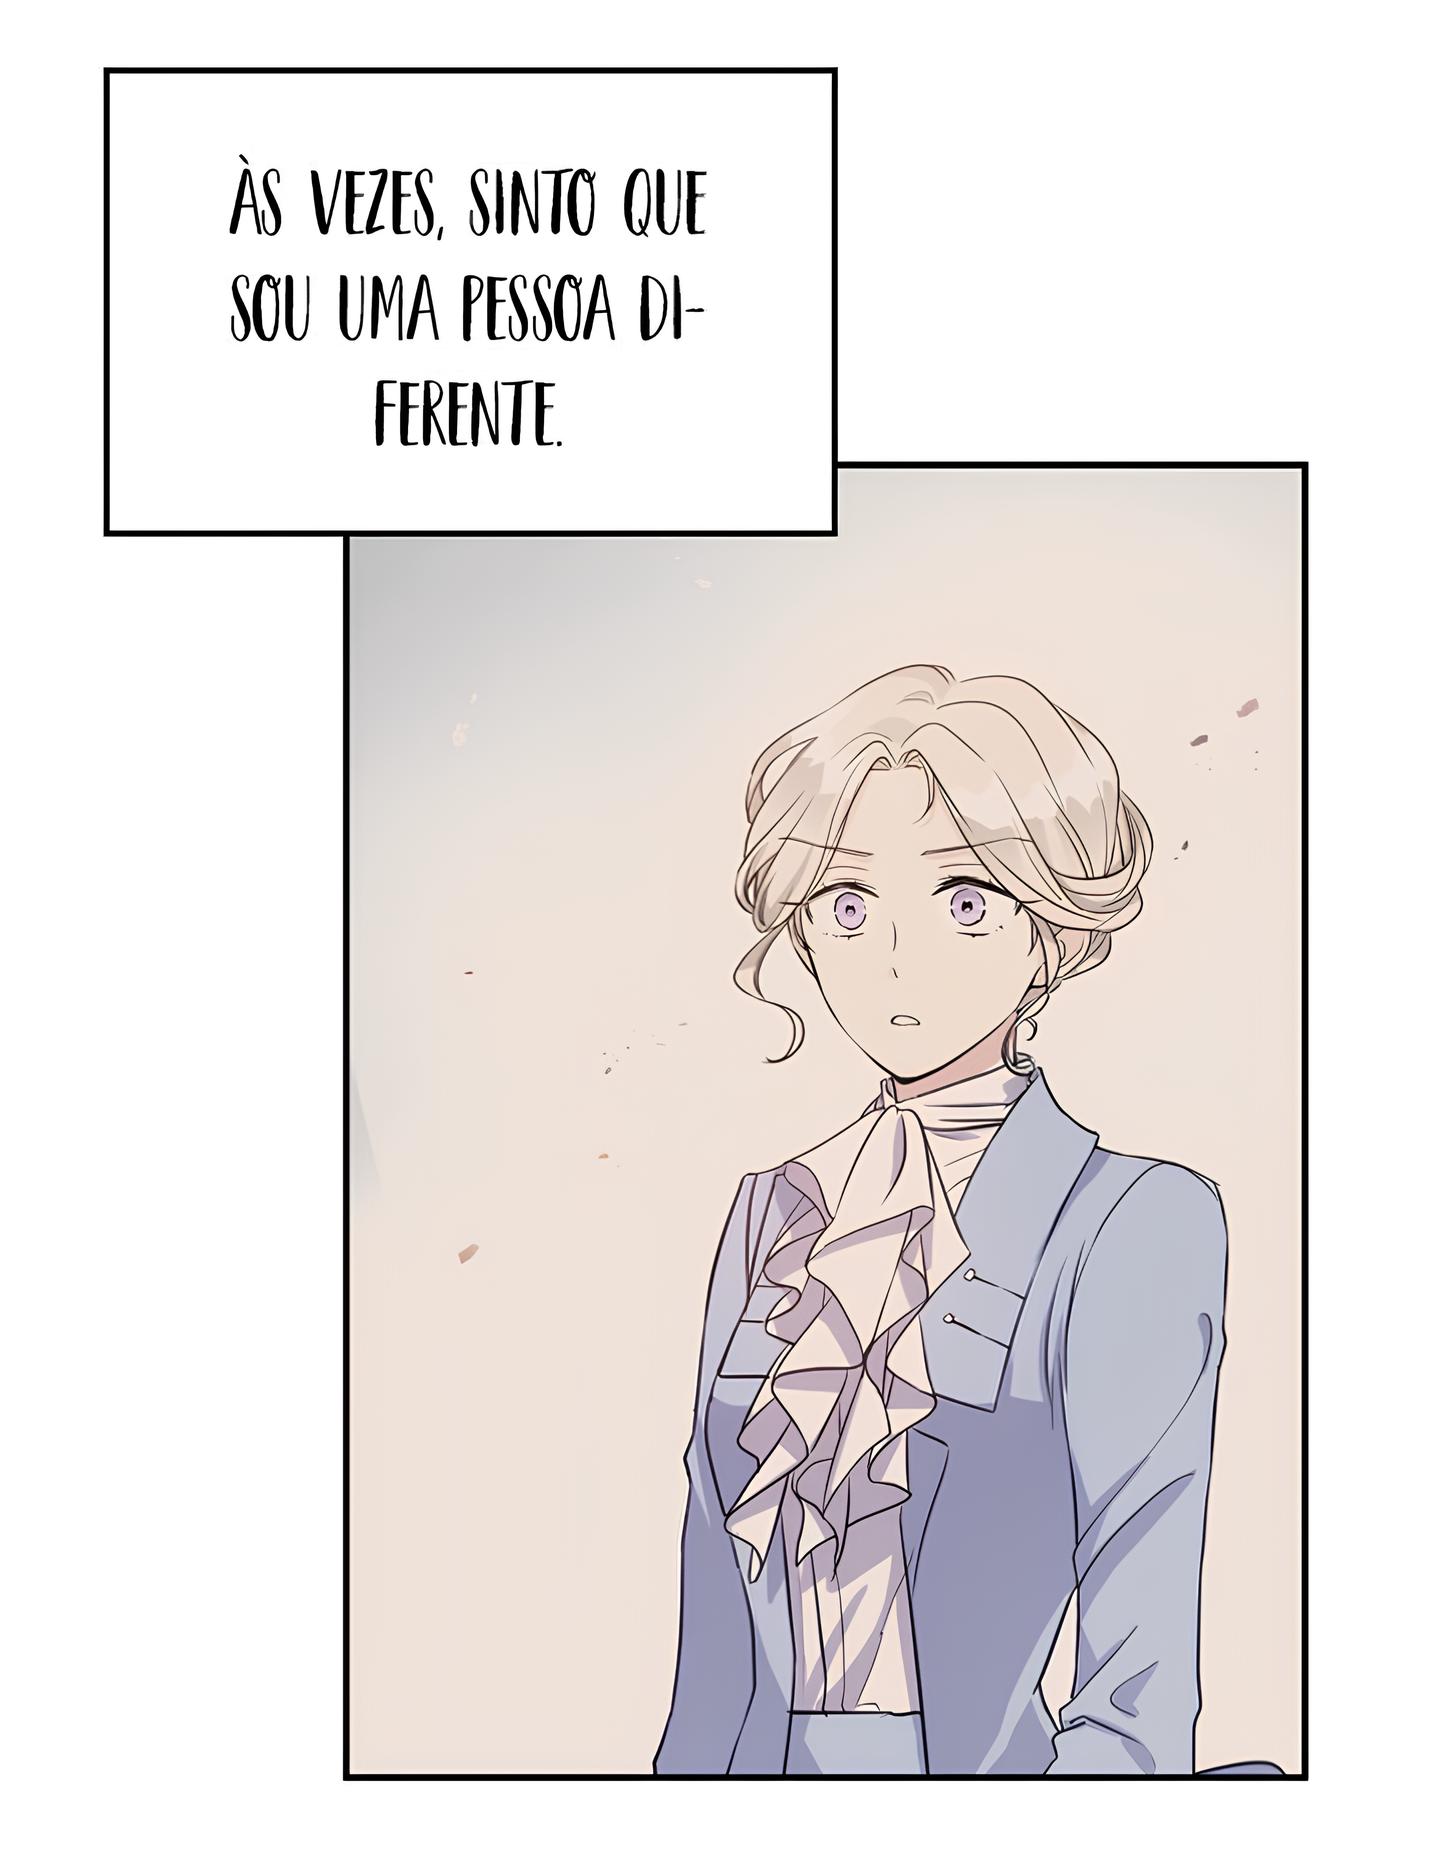 ÀS VEZES, SINTO QUE
SOU UMA PESSOA DI-
FERENTE.